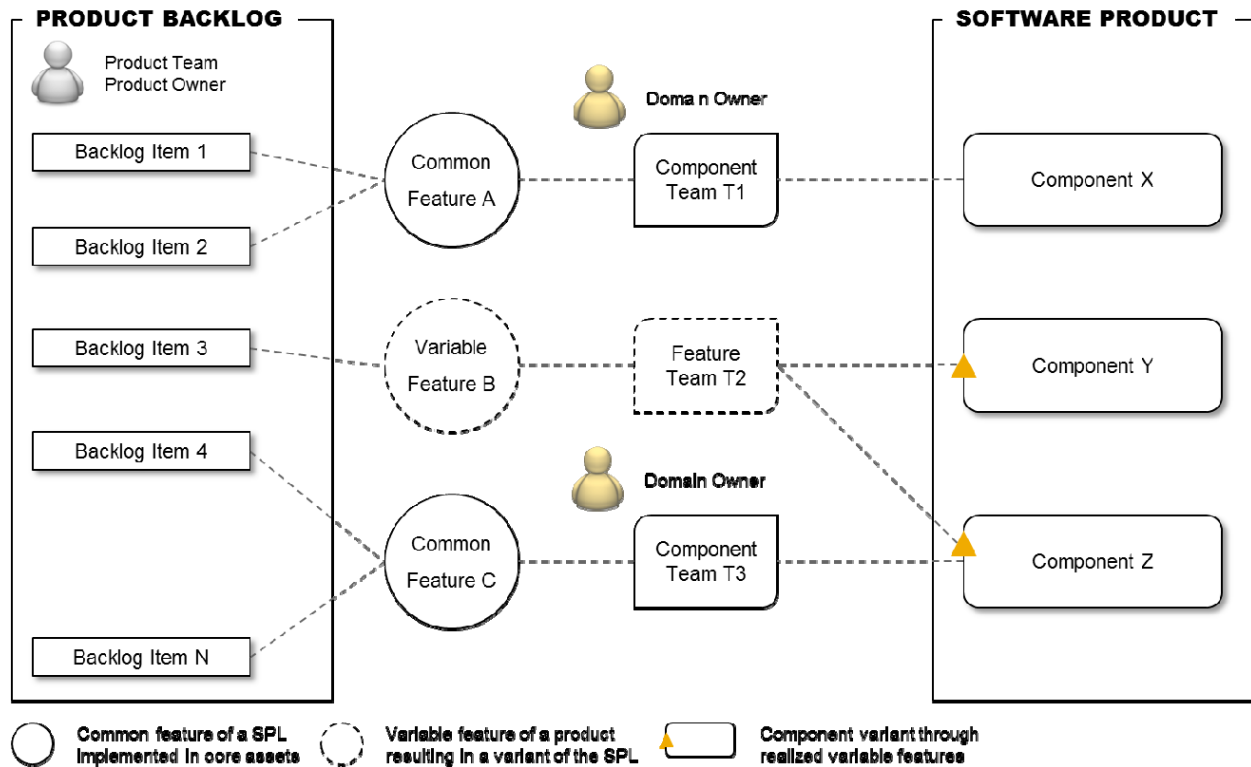 PRODUCT BACKLOG
SOFTWARE PRODUCT
Product Team
Product Owner
Domain Owner
Backlog Item 1
Common
Feature A
Component
Team T1
Component X
Backlog Item 2
Backlog Item 3
Variable
Feature B
Feature
Team T2
Component Y
Backlog Item 4
Domain Owner
Common
Feature C
Component
Team T3
Component Z
Backlog Item N
Common feature of a SPL
implemented in core assets
Variable feature of a product
resulting in a variant of the SPL
Component variant through
realized variable features